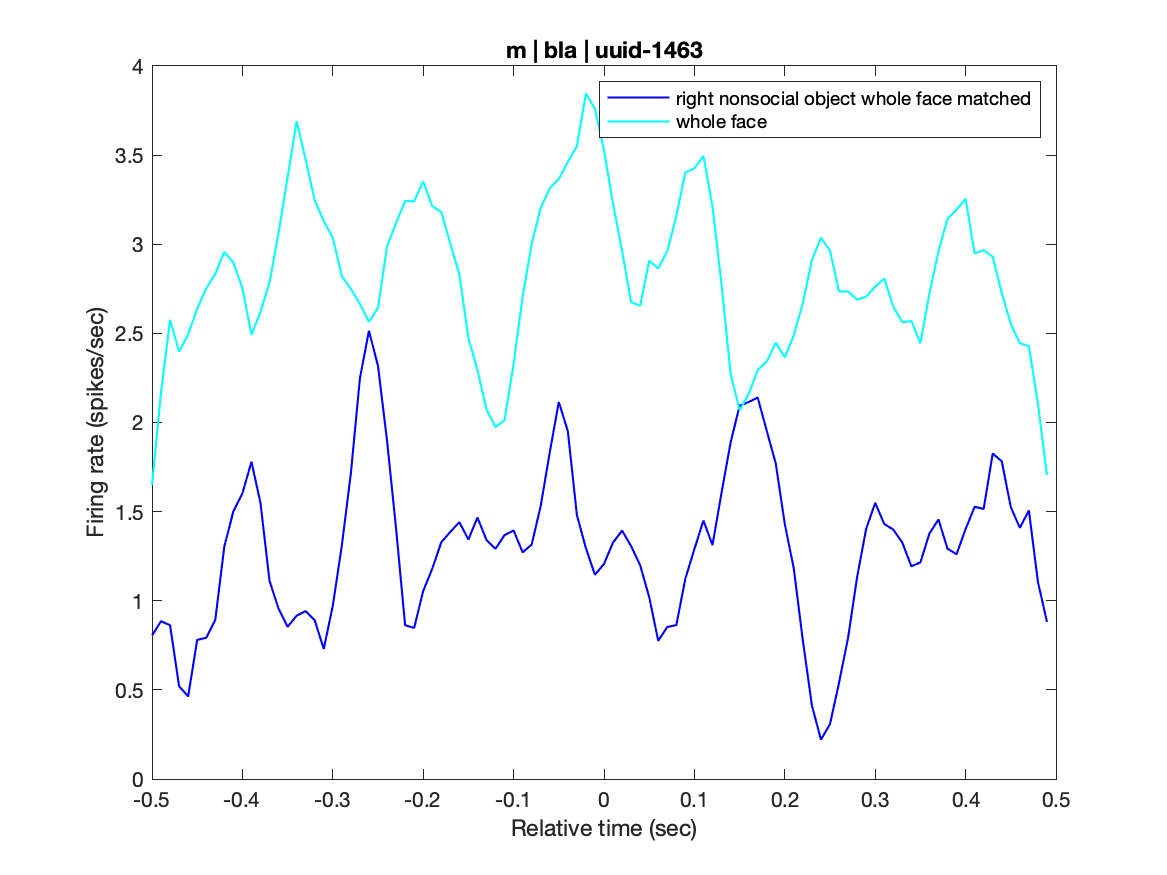 m | bla | uuid-1463
right nonsocial object whole face matched
whole face
4
3.5
3
2.5
2
1.5
1
0.5
0
Firing rate (spikes/sec)
-0.5 -0.4 -0.3 -0.2 -0.1 0 0.1 0.2 0.3 0.4 0.5
Relative time (sec)